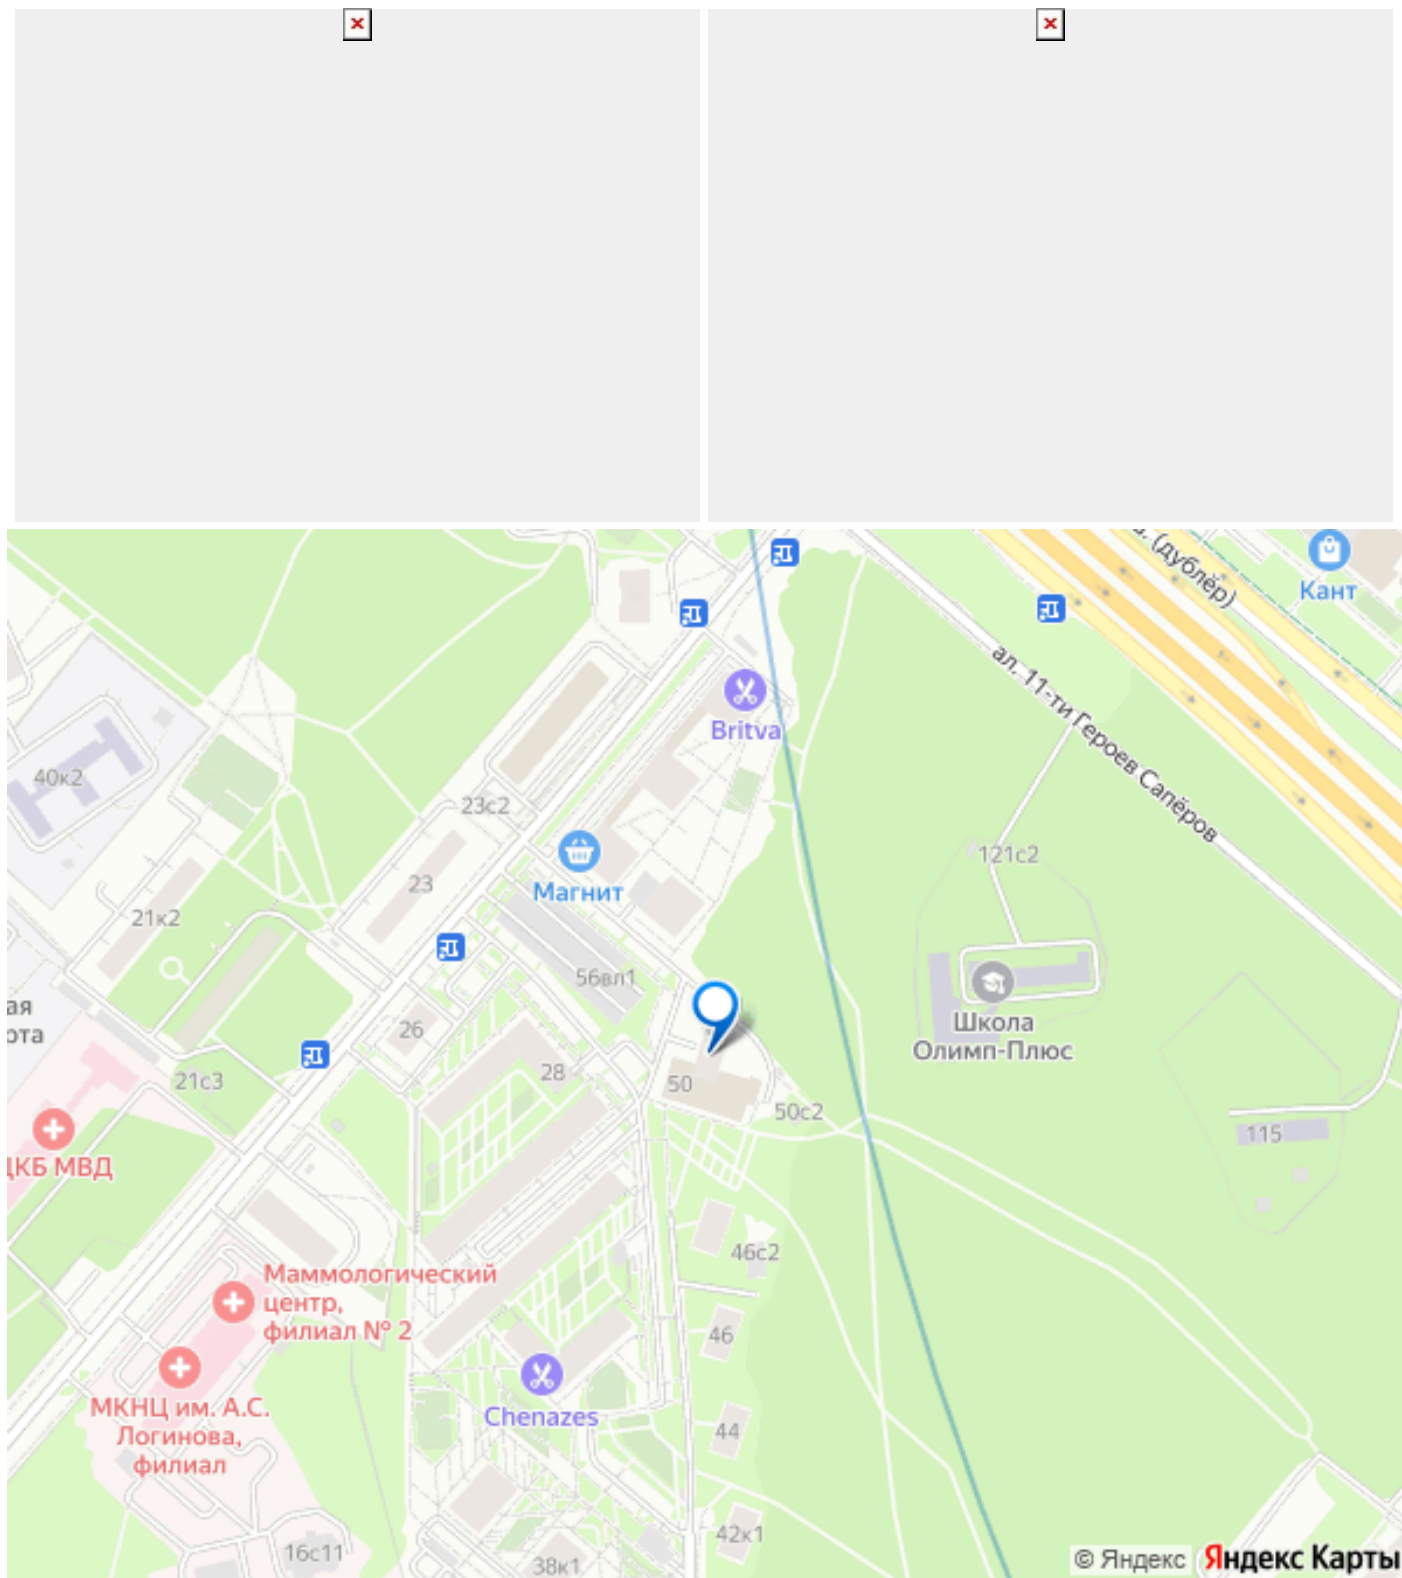 (дублёр)
Кант
ал. 11-ти Героев Сапёров
Britva
40к2
23с2
121с2
Магнит
23
21к2
56вл1
ая
рта
Школа
Олимп-Плюс
26
28
50
21с3
50с2
115
ЦКБ МВД
46с2
Маммологический
центр,
филиал № 2
46
МКНЦ им. А.С.
Логинова,
филиал
Chenazes
44
42к1
16с11
38к1
© Яндекс Яндекс Карты